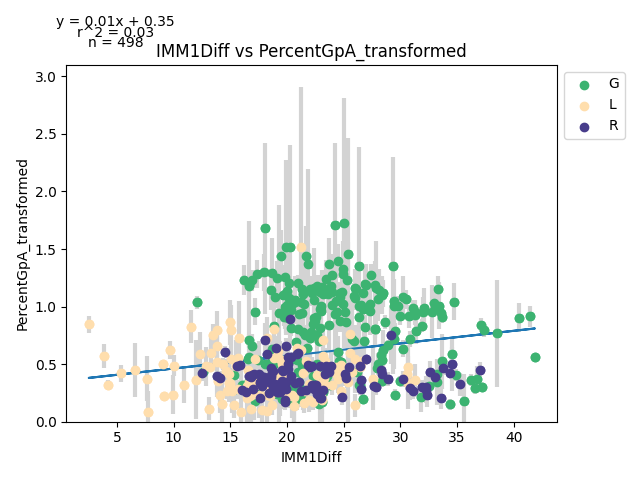 y = 0.01x + 0.35
r^2 = 0.03
n = 498
IMM1Diff vs PercentGpA_transformed
G
L
R
PercentGpA_transformed
3.0
2.5
2.0
1.5
1.0
0.5
0.0
5 10 15 20 25 30 35 40
IMM1Diff